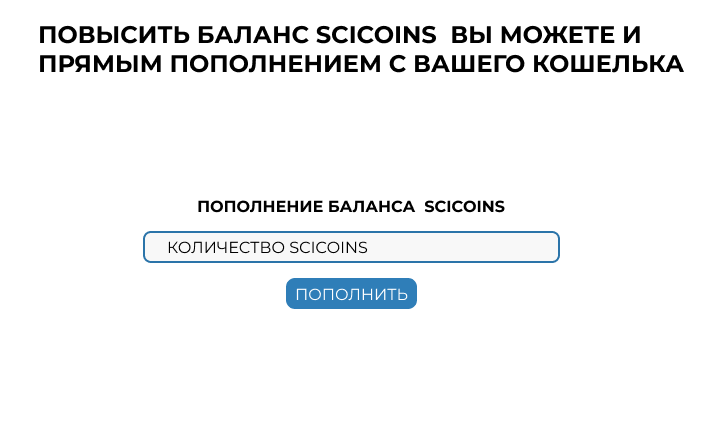 ПОВЫСИТЬ БАЛАНС SCICOINS ВЫ МОЖЕТЕ И
ПРЯМЫМ ПОПОЛНЕНИЕМ С ВАШЕГО КОШЕЛЬКА
ПОПОЛНЕНИЕ БАЛАНСА SCICOINS
КОЛИЧЕСТВО SCICOINS
ПОПОЛНИТЬ